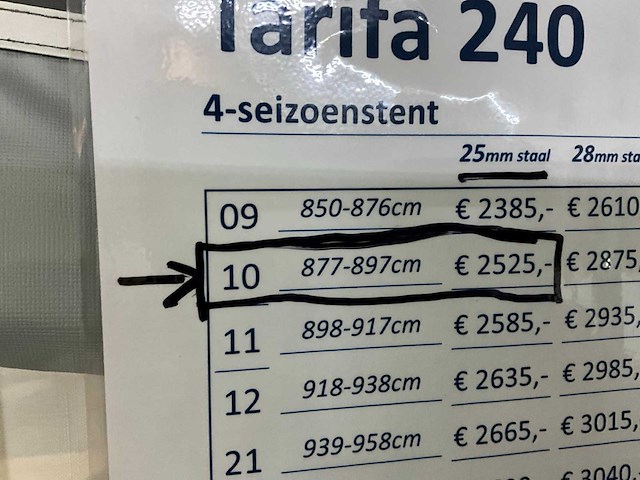 Tarifa 240
4-seizoenstent
25mm staal 28mm sta
09 850-876cm € 2385,- € 2610
10 877-897cm € 2525,- € 2875,
11 898-917cm € 2585,- € 2935,
12 918-938cm € 2635,- € 2985,
21 939-958cm € 2665,- € 3015,
€ 3040,